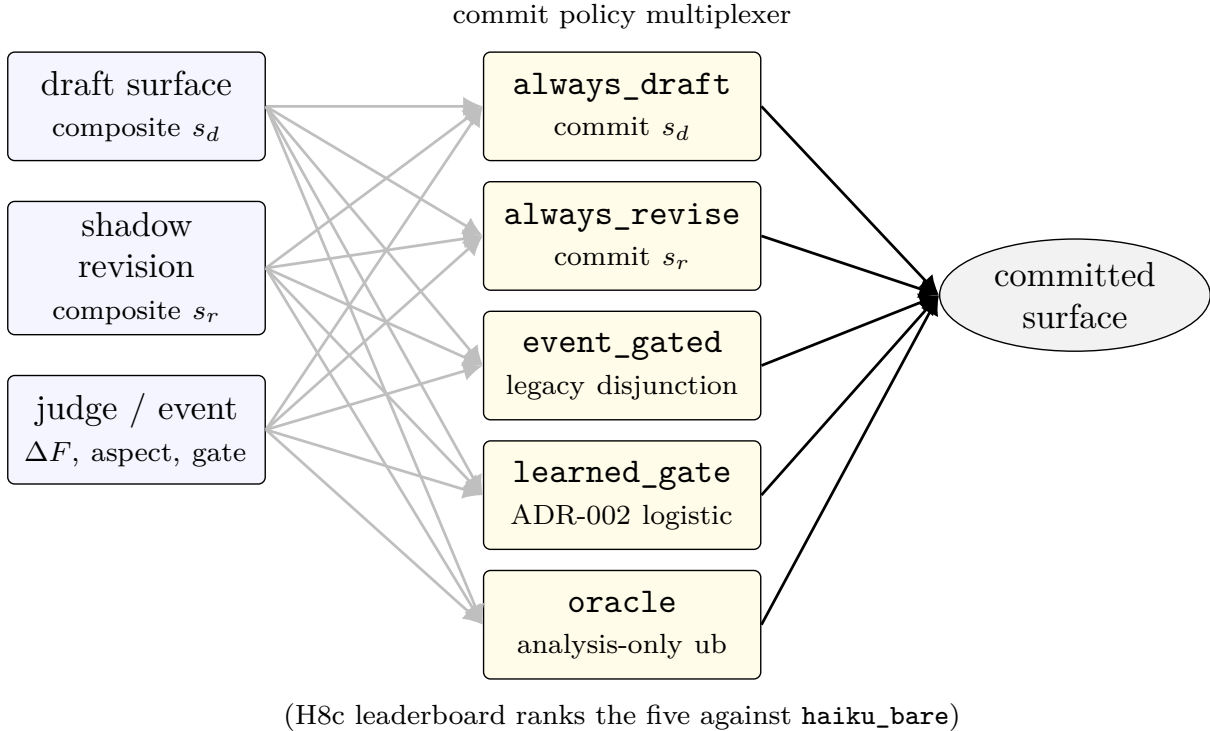 commit policy multiplexer
draft surface
composite s_d
shadow
revision
composite s_r
judge / event
ΔF, aspect, gate
always_draft
commit s_d
always_revise
commit s_r
event_gated
legacy disjunction
learned_gate
ADR-002 logistic
oracle
analysis-only ub
committed
surface
(H8c leaderboard ranks the five against haiku_bare)